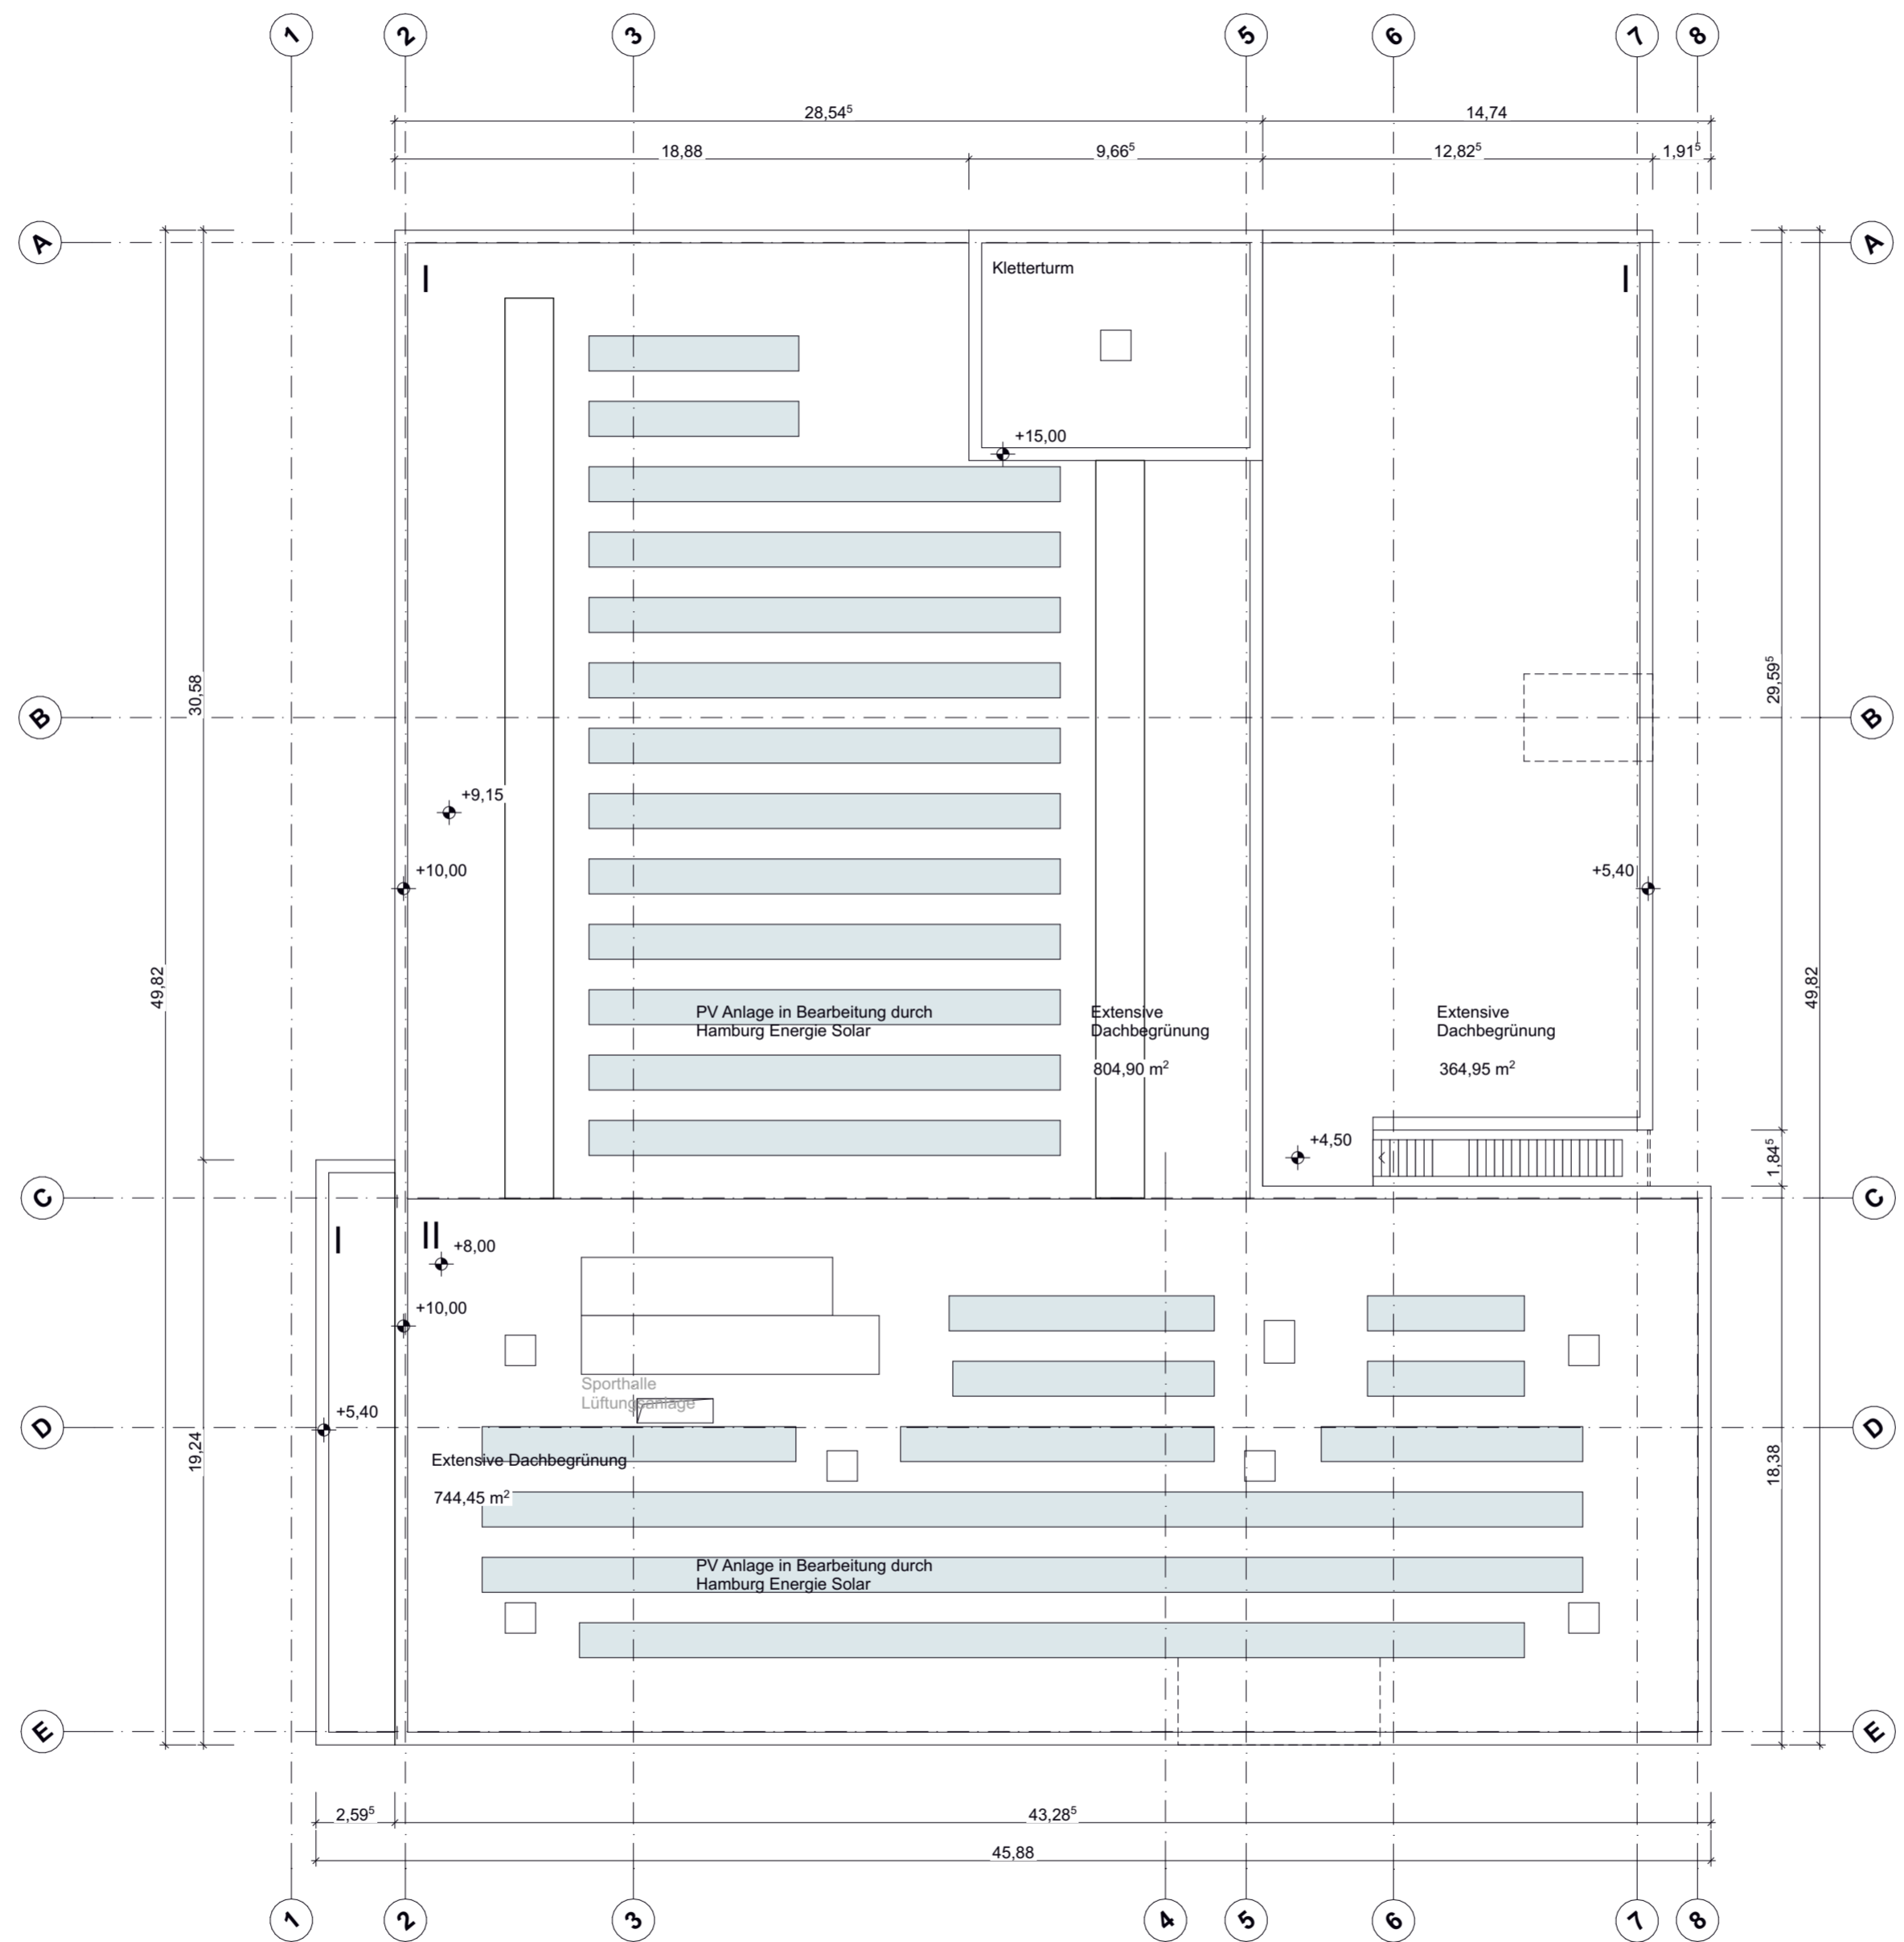 1 2 3 5 6 7 8
28,54⁵ 14,74
18,88 9,66⁵ 12,82⁵ 1,91⁵
A A
I Kletterturm I
+15,00
30,58 29,59⁵
B B
+9,15
+10,00 +5,40
49,82 49,82
PV Anlage in Bearbeitung durch
Hamburg Energie Solar
Extensive
Dachbegrünung
804,90 m²
Extensive
Dachbegrünung
364,95 m²
+4,50 1,84⁵
C C
I II +8,00
+10,00
Sporthalle
Lüftungsanlage
+5,40
D D
19,24 18,38
Extensive Dachbegrünung
744,45 m²
PV Anlage in Bearbeitung durch
Hamburg Energie Solar
E E
2,59⁵ 43,28⁵
45,88
1 2 3 4 5 6 7 8